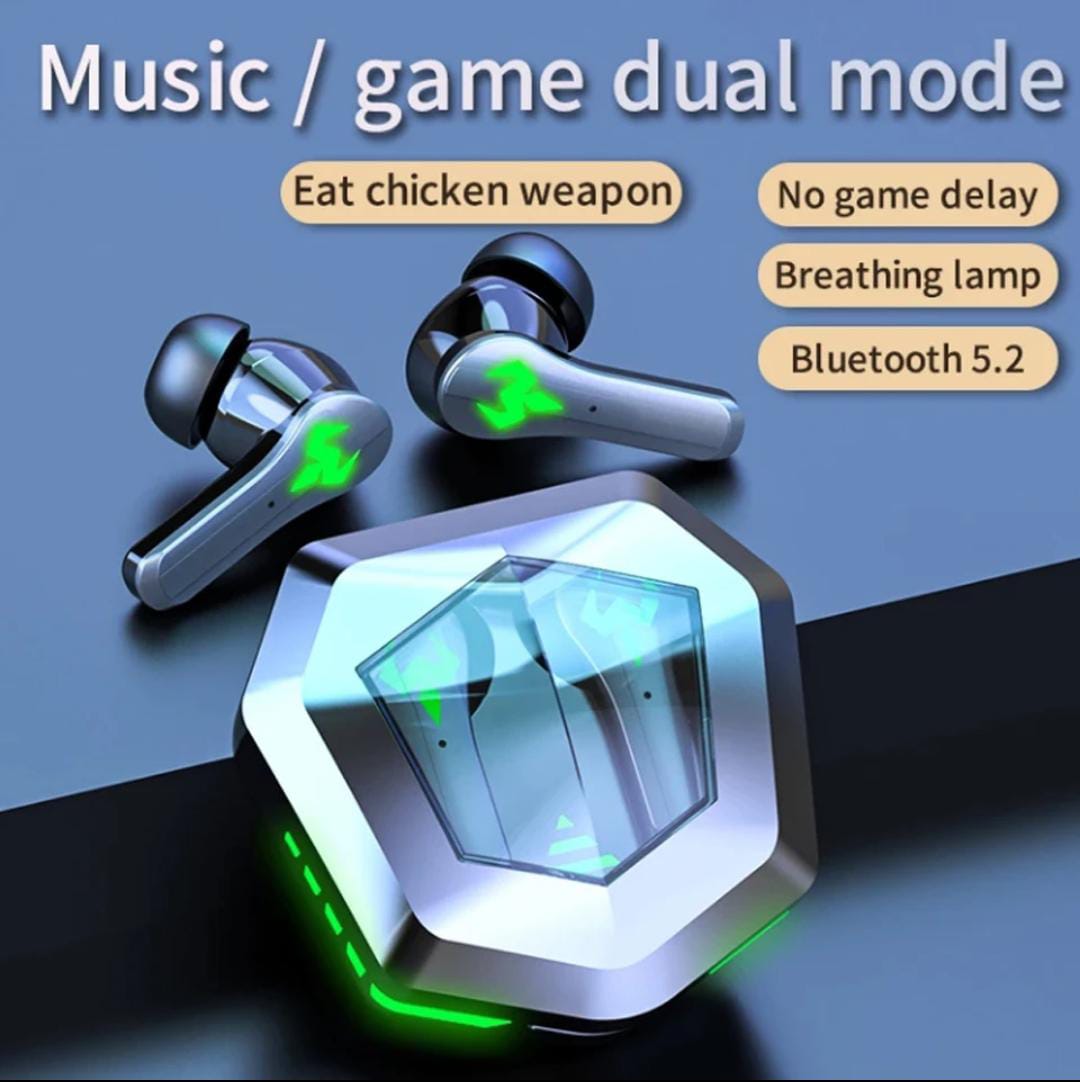 Music / game dual mode
Eat chicken weapon
No game delay
Breathing lamp
Bluetooth 5.2